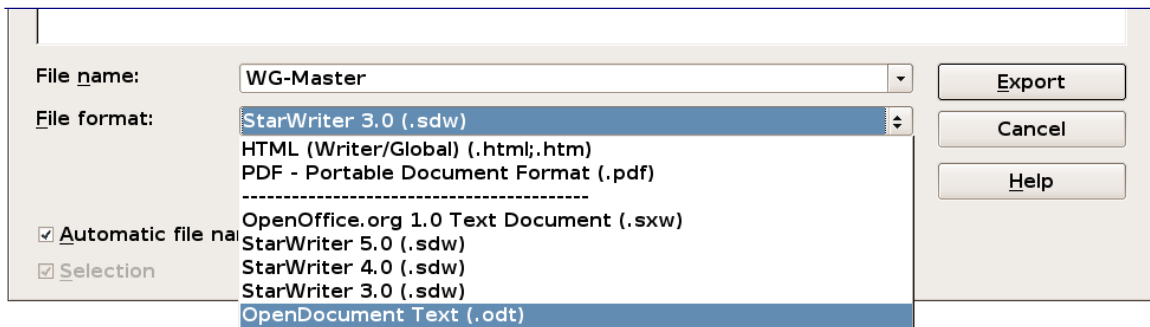 File name: WG-Master Export
File format: StarWriter 3.0 (.sdw) Cancel
HTML (Writer/Global) (.html;.htm)
PDF - Portable Document Format (.pdf)
Help
------------------------------------------
OpenOffice.org 1.0 Text Document (.sxw)
Automatic file nar
StarWriter 5.0 (.sdw)
StarWriter 4.0 (.sdw)
Selection
StarWriter 3.0 (.sdw)
OpenDocument Text (.odt)